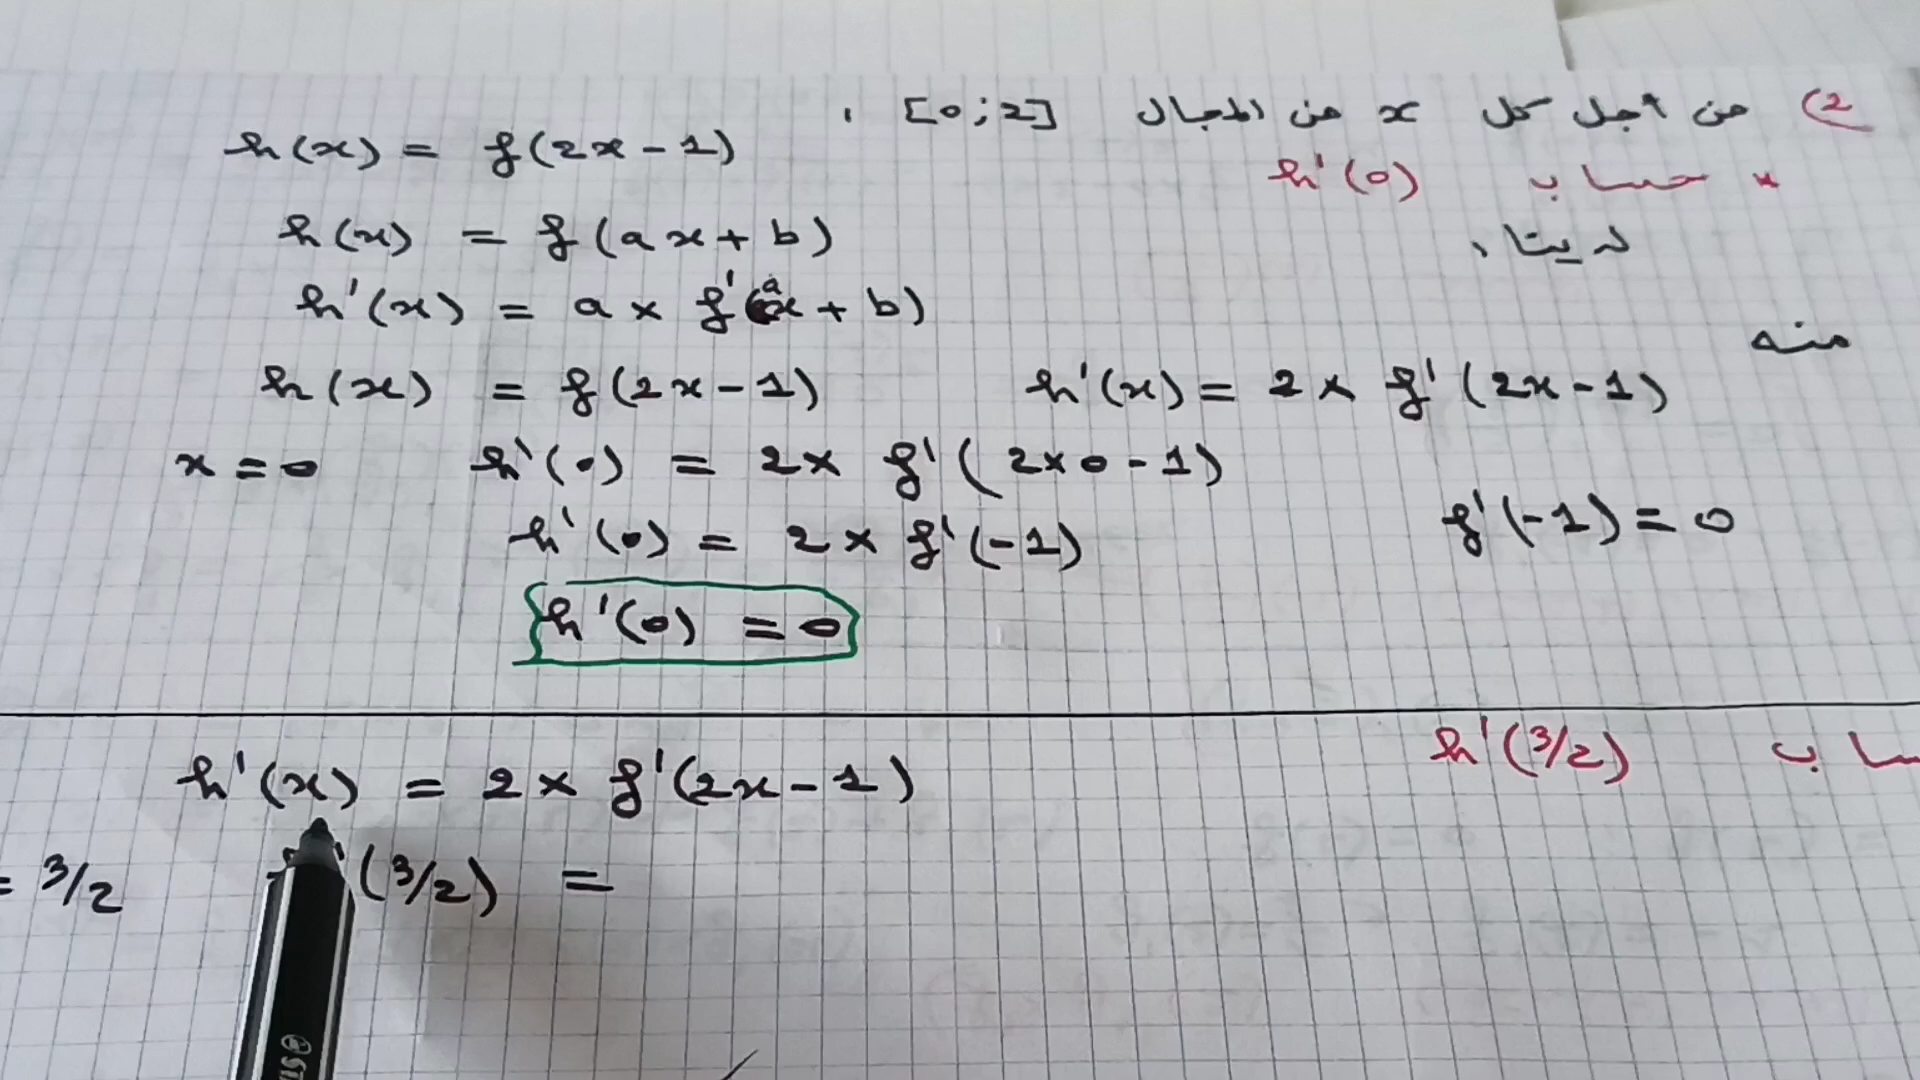 2) من اجل كل x من المجال [0;2] ،
h(x) = f(2x-1)
* حساب h'(0)
لدينا،
h(x) = f(ax+b)
h'(x) = a × f'(ax+b)
منه
h(x) = f(2x-1) h'(x) = 2 × f'(2x-1)
x = 0 h'(0) = 2 × f'(2×0-1)
h'(0) = 2 × f'(-1) f'(-1) = 0
h'(0) = 0
h'(3/2)
h'(x) = 2 × f'(2x-1)
= 3/2 '(3/2) =